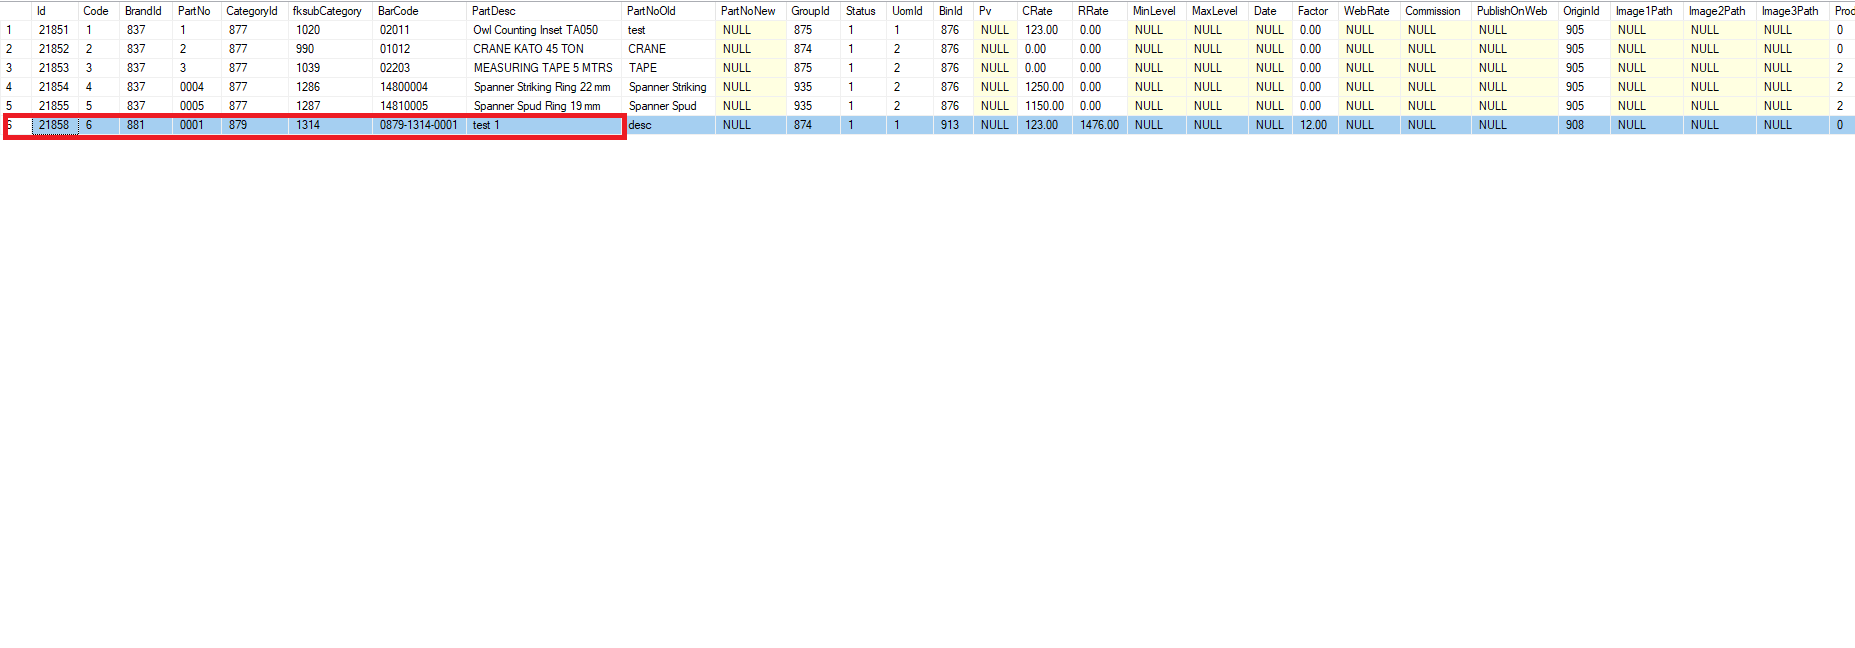 Id Code BrandId PartNo CategoryId fksubCategory BarCode PartDesc PartNoOld PartNoNew GroupId Status UomId BinId Pv CRate RRate MinLevel MaxLevel Date Factor WebRate Commission PublishOnWeb OriginId Image1Path Image2Path Image3Path Prod
1 21851 1 837 1 877 1020 02011 Owl Counting Inset TA050 test NULL 875 1 1 876 NULL 123.00 0.00 NULL NULL NULL 0.00 NULL NULL NULL 905 NULL NULL NULL 0
2 21852 2 837 2 877 990 01012 CRANE KATO 45 TON CRANE NULL 874 1 2 876 NULL 0.00 0.00 NULL NULL NULL 0.00 NULL NULL NULL 905 NULL NULL NULL 0
3 21853 3 837 3 877 1039 02203 MEASURING TAPE 5 MTRS TAPE NULL 875 1 2 876 NULL 0.00 0.00 NULL NULL NULL 0.00 NULL NULL NULL 905 NULL NULL NULL 2
4 21854 4 837 0004 877 1286 14800004 Spanner Striking Ring 22 mm Spanner Striking NULL 935 1 2 876 NULL 1250.00 0.00 NULL NULL NULL 0.00 NULL NULL NULL 905 NULL NULL NULL 2
5 21855 5 837 0005 877 1287 14810005 Spanner Spud Ring 19 mm Spanner Spud NULL 935 1 2 876 NULL 1150.00 0.00 NULL NULL NULL 0.00 NULL NULL NULL 905 NULL NULL NULL 2
6 21858 6 881 0001 879 1314 0879-1314-0001 test 1 desc NULL 874 1 1 913 NULL 123.00 1476.00 NULL NULL NULL 12.00 NULL NULL NULL 908 NULL NULL NULL 0